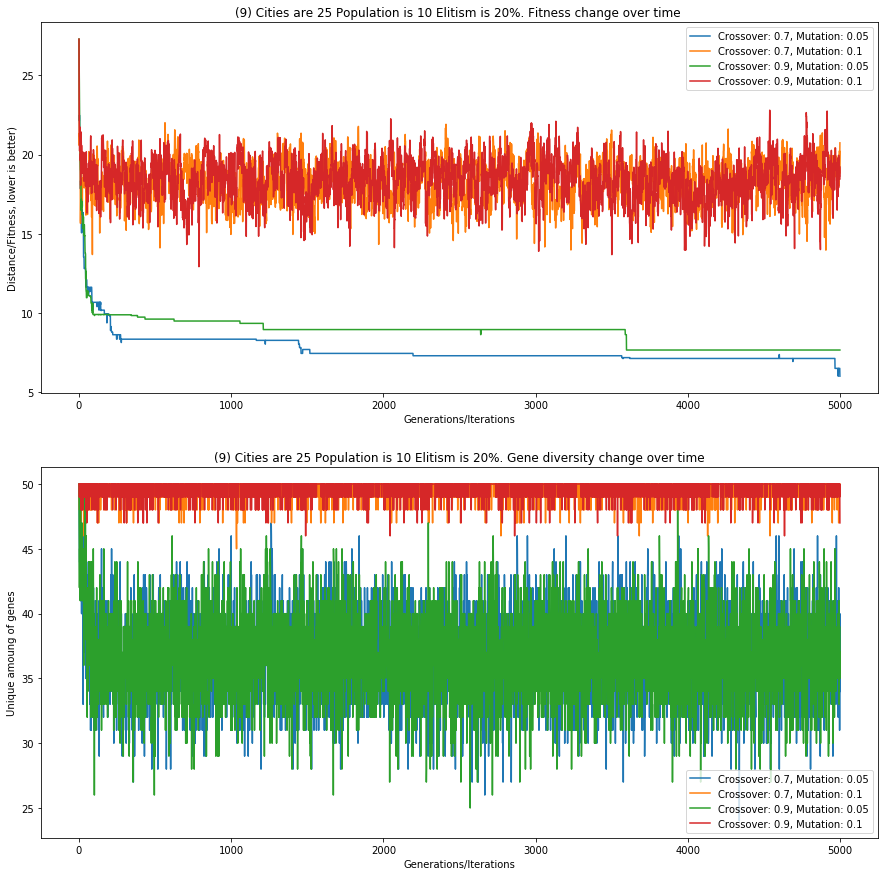 (9) Cities are 25 Population is 10 Elitism is 20%. Fitness change over time
Crossover: 0.7, Mutation: 0.05
Crossover: 0.7, Mutation: 0.1
Crossover: 0.9, Mutation: 0.05
Crossover: 0.9, Mutation: 0.1
Distance/Fitness, lower is better)
25
20
15
10
5
0 1000 2000 3000 4000 5000
Generations/Iterations
(9) Cities are 25 Population is 10 Elitism is 20%. Gene diversity change over time
Unique amoung of genes
50
45
40
35
30
25
Crossover: 0.7, Mutation: 0.05
Crossover: 0.7, Mutation: 0.1
Crossover: 0.9, Mutation: 0.05
Crossover: 0.9, Mutation: 0.1
0 1000 2000 3000 4000 5000
Generations/Iterations